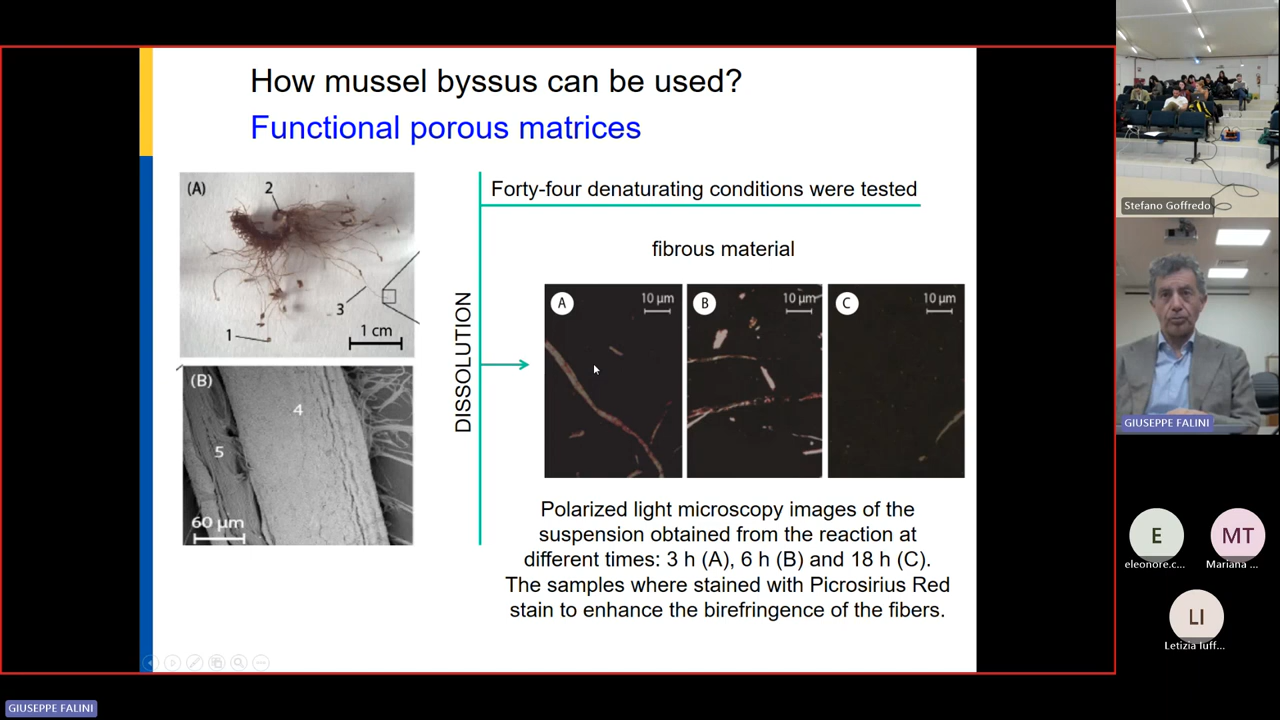 How mussel byssus can be used?
Functional porous matrices
(A)
2
3
1
1 cm
(B)
4
5
60 µm
DISSOLUTION
Forty-four denaturating conditions were tested
fibrous material
A
10 µm
B
10 µm
C
10 µm
Polarized light microscopy images of the
suspension obtained from the reaction at
different times: 3 h (A), 6 h (B) and 18 h (C).
The samples where stained with Picrosirius Red
stain to enhance the birefringence of the fibers.
Stefano Goffredo
GIUSEPPE FALINI
E
eleonore.c...
MT
Mariana ...
LI
Letizia Iuff...
GIUSEPPE FALINI